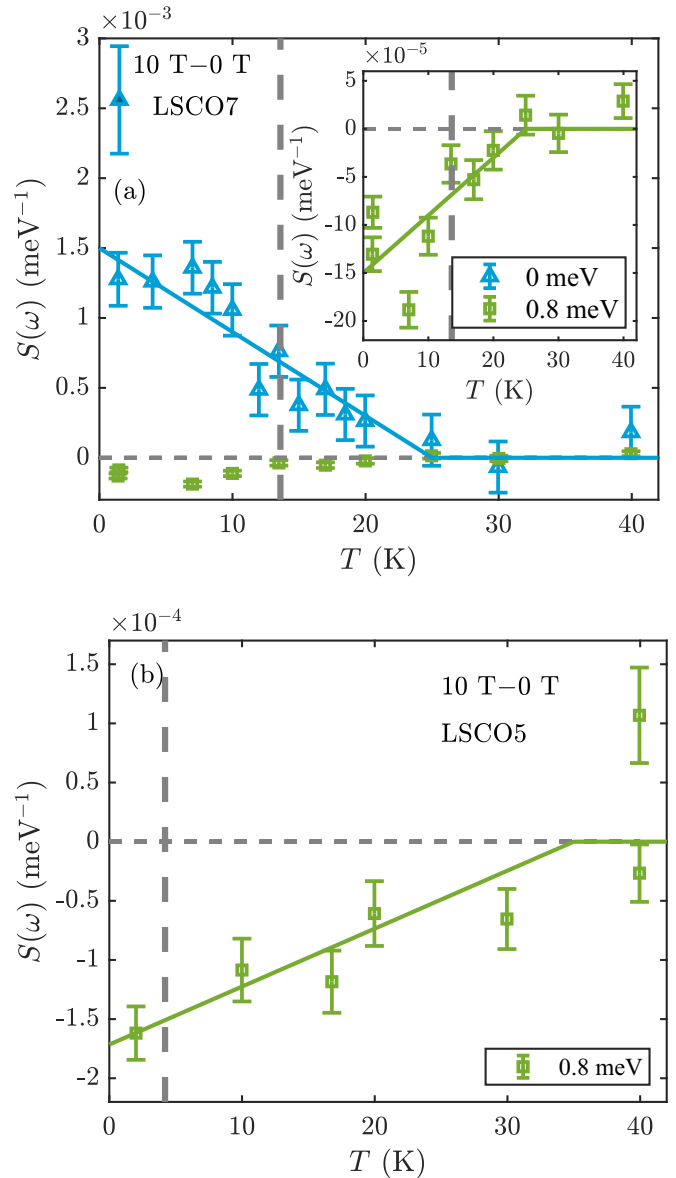 ×10⁻³
10 T−0 T
LSCO7
(a)
S(ω) (meV⁻¹)
3
2.5
2
1.5
1
0.5
0
0
10
20
30
40
T (K)
×10⁻⁵
S(ω) (meV⁻¹)
5
0
-5
-10
-15
-20
0
10
20
30
40
T (K)
0 meV
0.8 meV
×10⁻⁴
(b)
10 T−0 T
LSCO5
S(ω) (meV⁻¹)
1.5
1
0.5
0
-0.5
-1
-1.5
-2
0
10
20
30
40
T (K)
0.8 meV